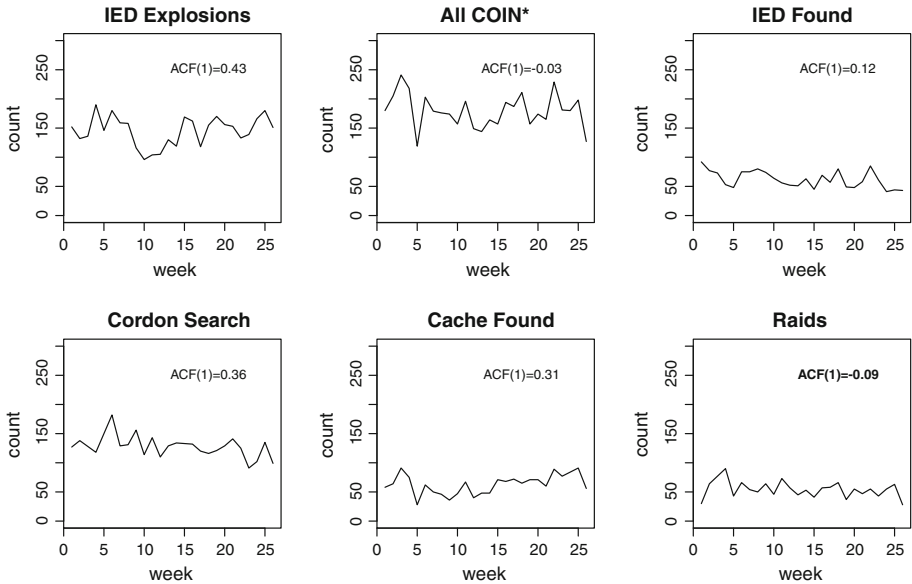 IED Explosions
ACF(1)=0.43
count
0 50 150 250
0 5 10 15 20 25
week
All COIN*
ACF(1)=-0.03
count
0 50 150 250
0 5 10 15 20 25
week
IED Found
ACF(1)=0.12
count
0 50 150 250
0 5 10 15 20 25
week
Cordon Search
ACF(1)=0.36
count
0 50 150 250
0 5 10 15 20 25
week
Cache Found
ACF(1)=0.31
count
0 50 150 250
0 5 10 15 20 25
week
Raids
ACF(1)=-0.09
count
0 50 150 250
0 5 10 15 20 25
week